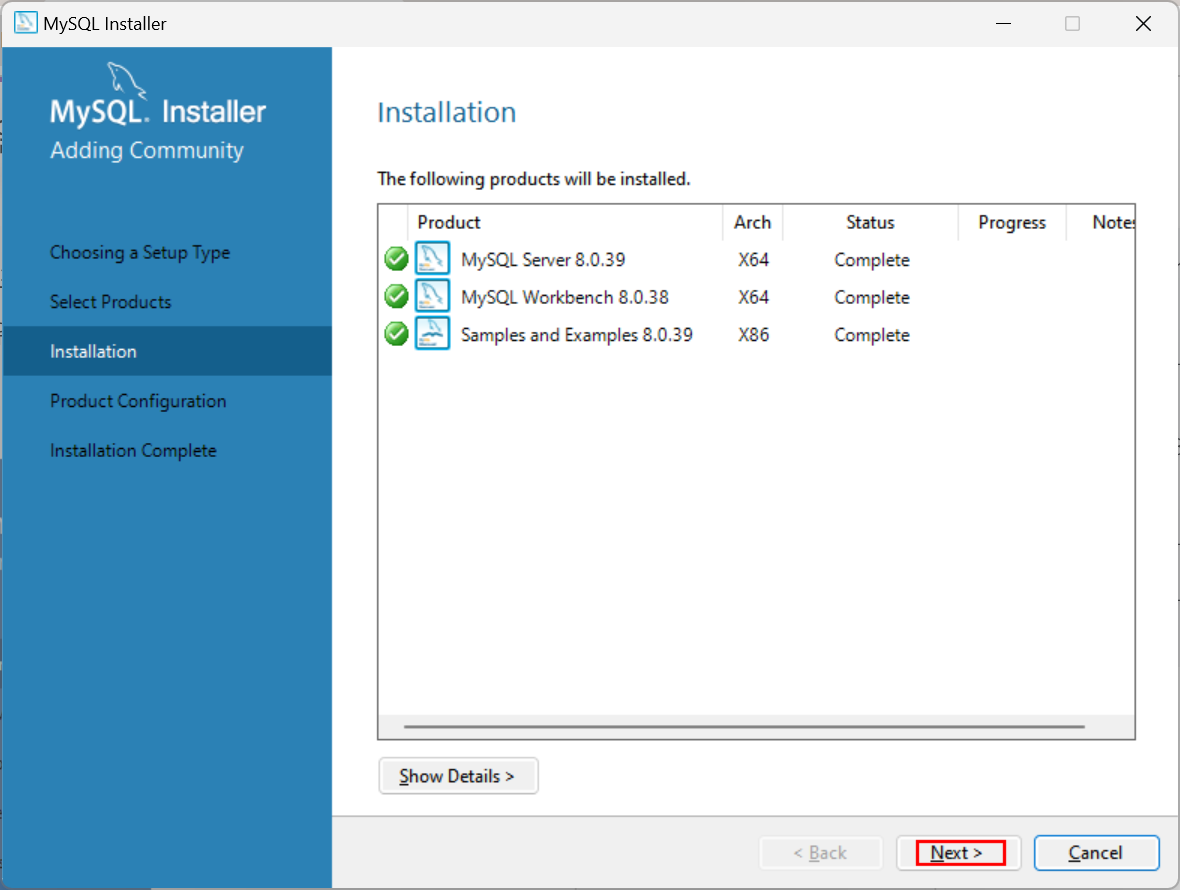 MySQL Installer
MySQL. Installer
Adding Community
Choosing a Setup Type
Select Products
Installation
Product Configuration
Installation Complete
Installation
The following products will be installed.
Product Arch Status Progress Notes
MySQL Server 8.0.39 X64 Complete
MySQL Workbench 8.0.38 X64 Complete
Samples and Examples 8.0.39 X86 Complete
Show Details >
< Back Next > Cancel